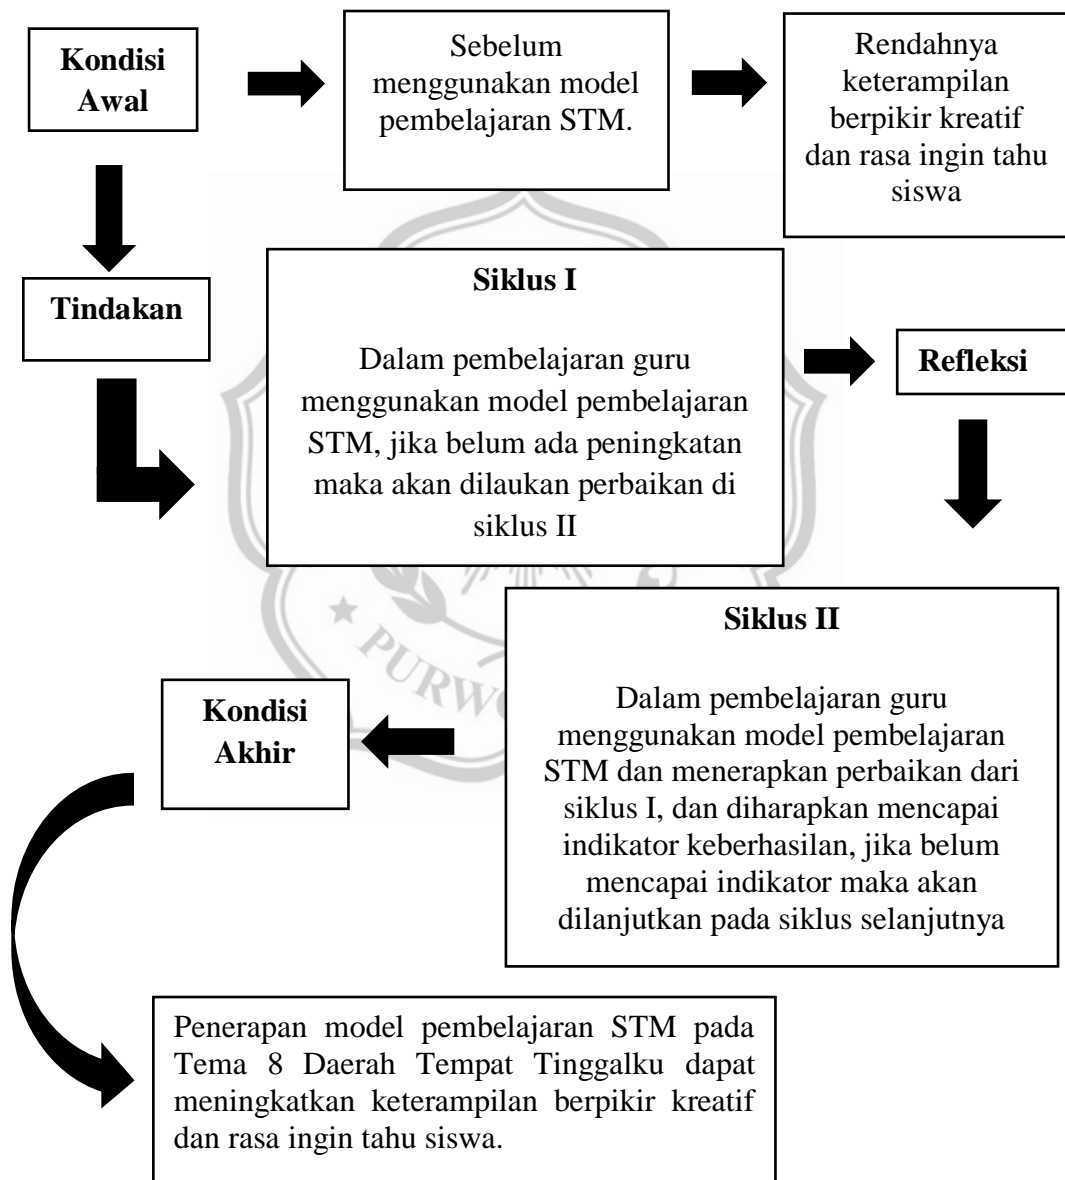 Kondisi
Awal
Sebelum
menggunakan model
pembelajaran STM.
Rendahnya
keterampilan
berpikir kreatif
dan rasa ingin tahu
siswa
Tindakan
Siklus I
Dalam pembelajaran guru
menggunakan model pembelajaran
STM, jika belum ada peningkatan
maka akan dilaukan perbaikan di
siklus II
Refleksi
Siklus II
Dalam pembelajaran guru
menggunakan model pembelajaran
STM dan menerapkan perbaikan dari
siklus I, dan diharapkan mencapai
indikator keberhasilan, jika belum
mencapai indikator maka akan
dilanjutkan pada siklus selanjutnya
Kondisi
Akhir
Penerapan model pembelajaran STM pada
Tema 8 Daerah Tempat Tinggalku dapat
meningkatkan keterampilan berpikir kreatif
dan rasa ingin tahu siswa.